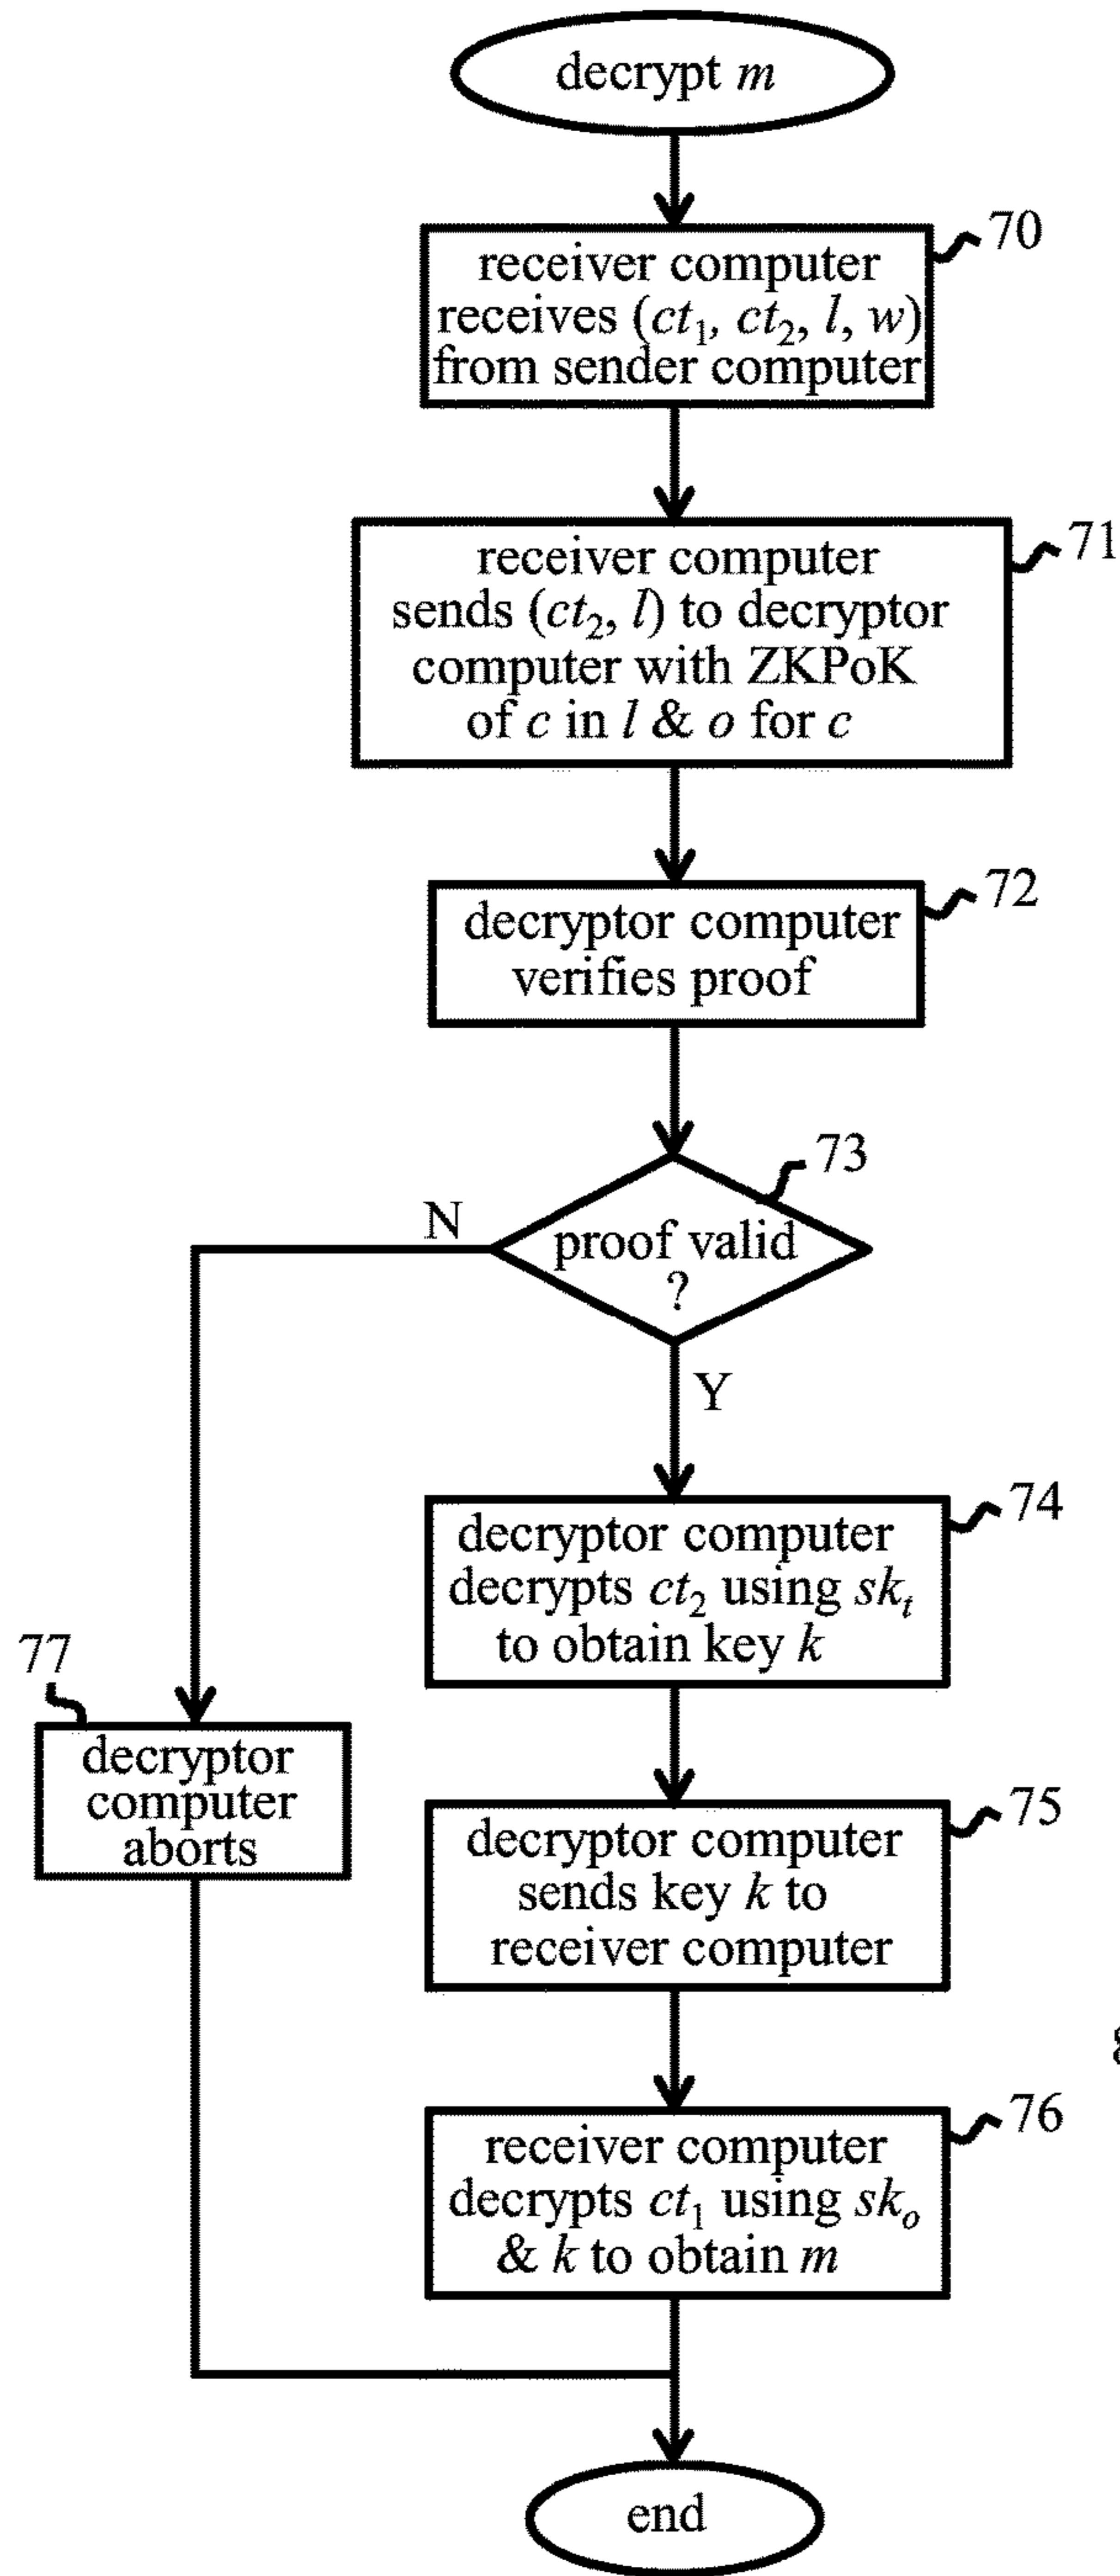 decrypt m
70
receiver computer
receives (ct₁, ct₂, l, w)
from sender computer
71
receiver computer
sends (ct₂, l) to decryptor
computer with ZKPoK
of c in l & o for c
72
decryptor computer
verifies proof
73
proof valid
?
N
Y
74
decryptor computer
decrypts ct₂ using skₜ
to obtain key k
77
decryptor
computer
aborts
75
decryptor computer
sends key k to
receiver computer
76
receiver computer
decrypts ct₁ using skₒ
& k to obtain m
end